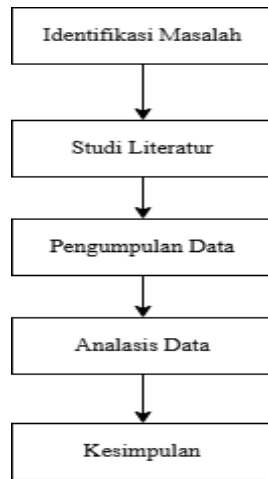 Identifikasi Masalah
Studi Literatur
Pengumpulan Data
Analasis Data
Kesimpulan